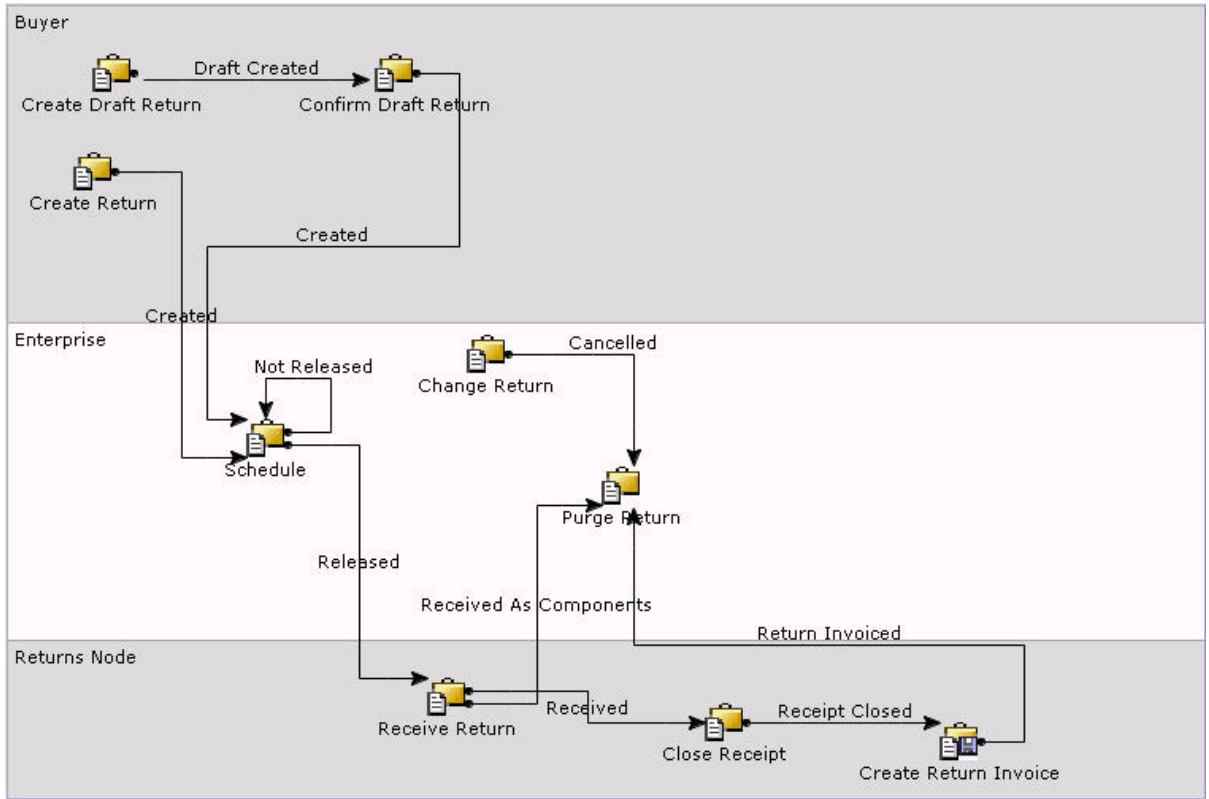 Buyer
Draft Created
Create Draft Return
Confirm Draft Return
Create Return
Created
Created
Enterprise
Cancelled
Not Released
Change Return
Schedule
Purge Return
Released
Received As Components
Return Invoiced
Returns Node
Received
Receipt Closed
Receive Return
Close Receipt
Create Return Invoice